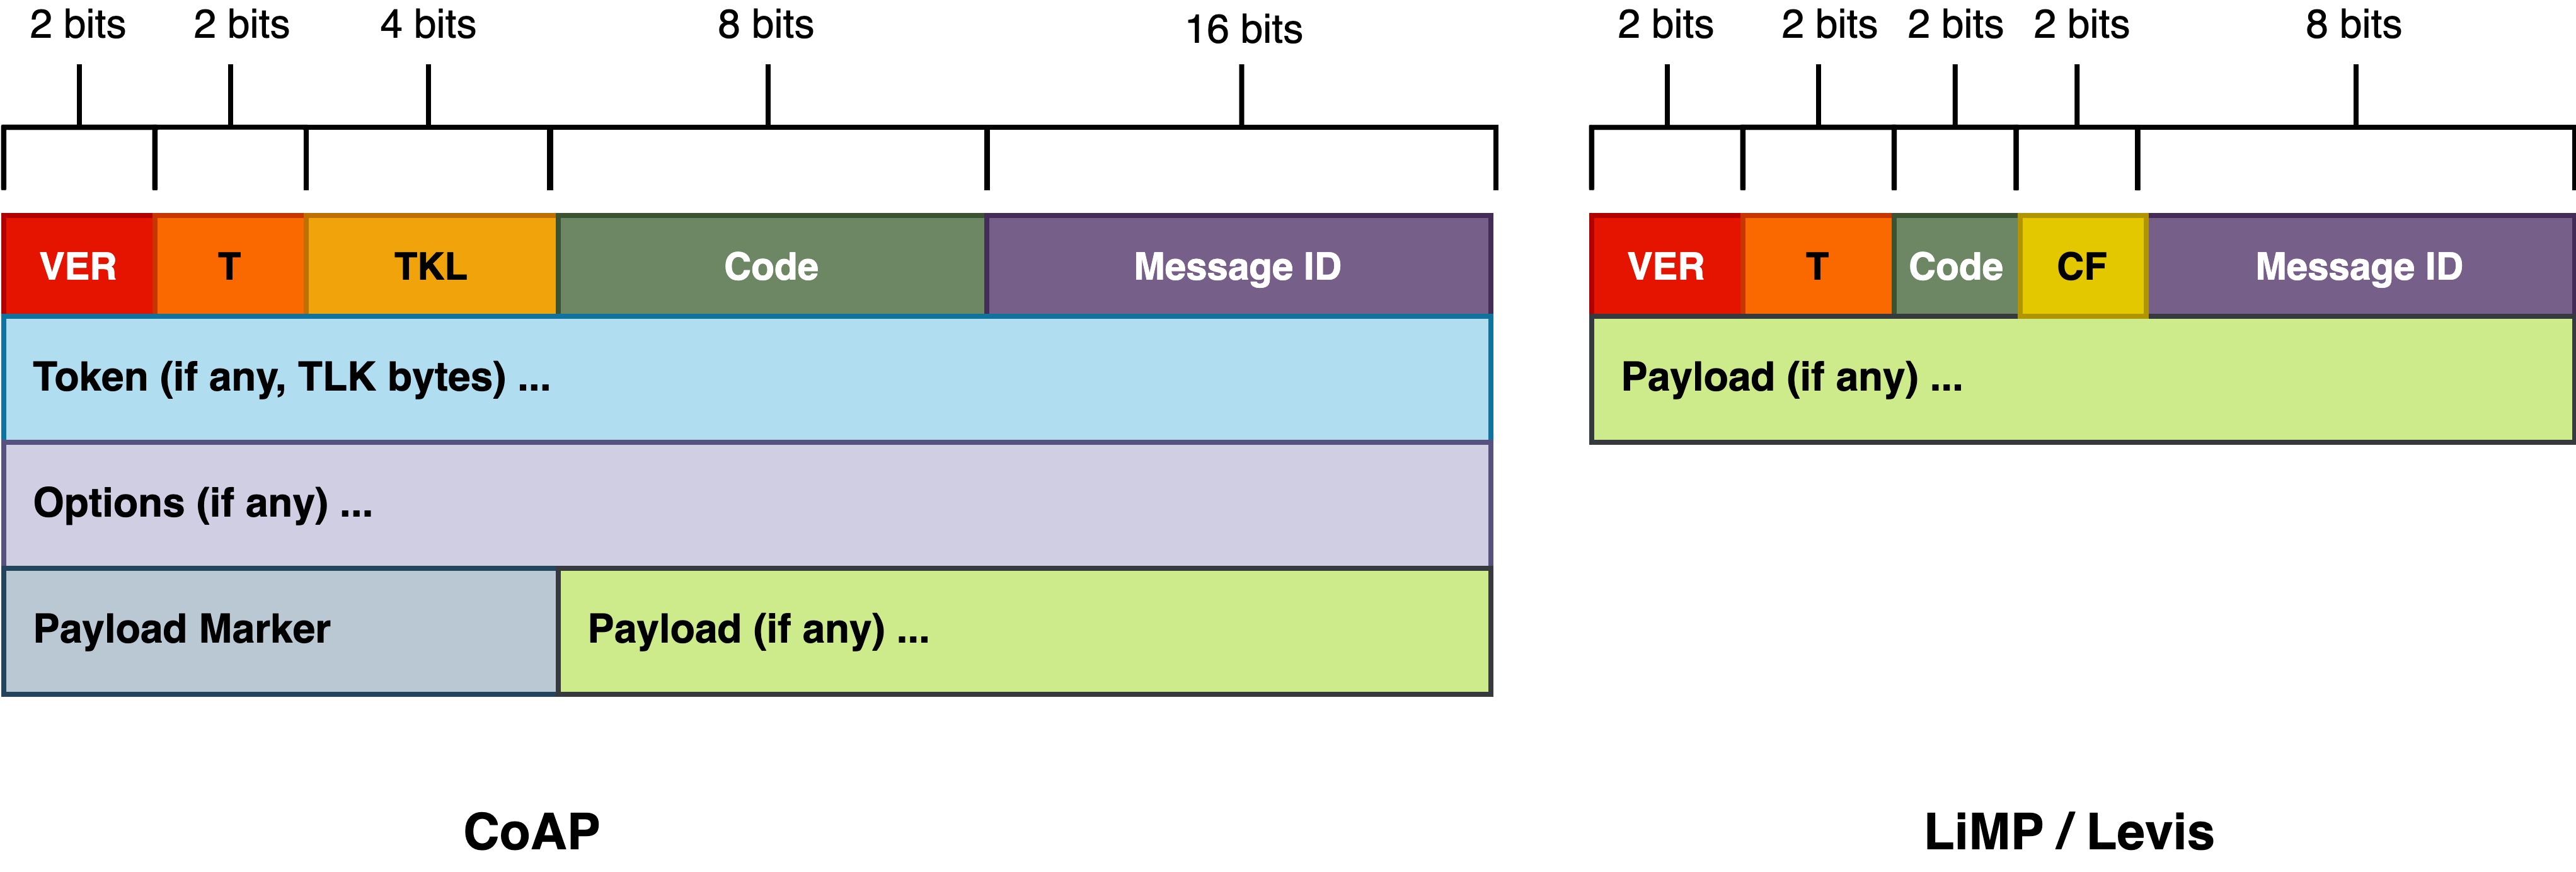 2 bits 2 bits 4 bits 8 bits 16 bits
VER T TKL Code Message ID
Token (if any, TLK bytes) ...
Options (if any) ...
Payload Marker Payload (if any) ...
CoAP
2 bits 2 bits 2 bits 2 bits 8 bits
VER T Code CF Message ID
Payload (if any) ...
LiMP / Levis